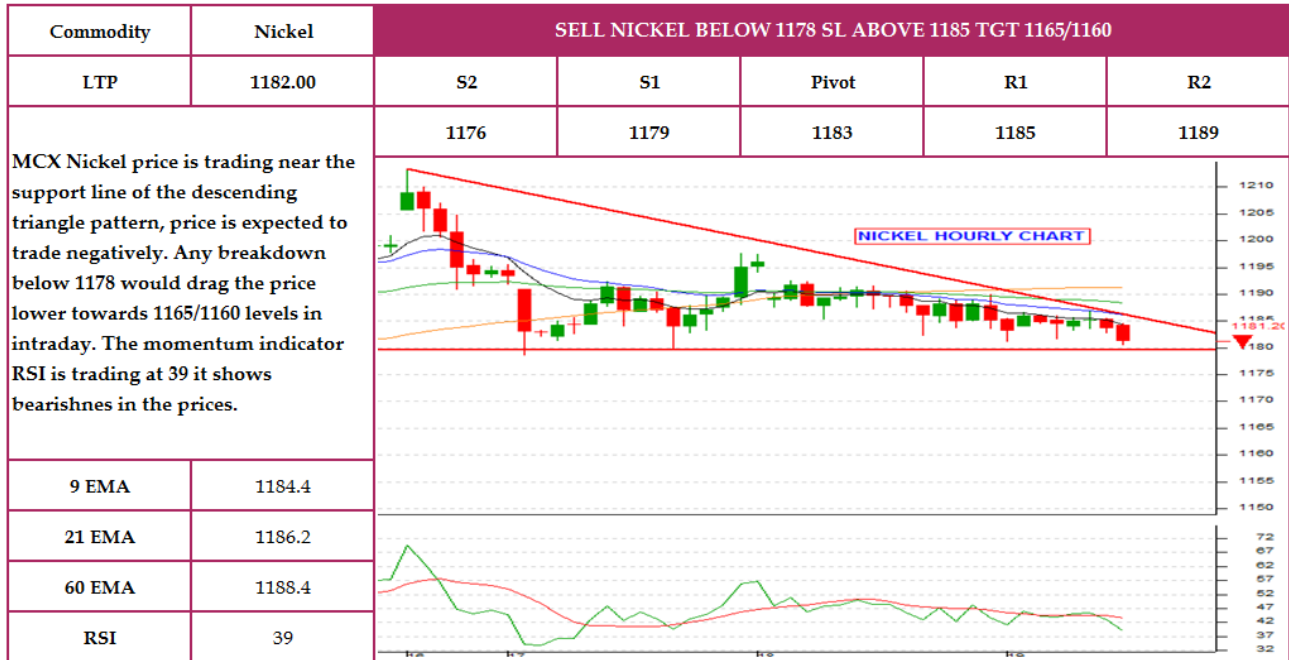 Commodity
Nickel
SELL NICKEL BELOW 1178 SL ABOVE 1185 TGT 1165/1160
LTP
1182.00
S2
S1
Pivot
R1
R2
1176
1179
1183
1185
1189
MCX Nickel price is trading near the
support line of the descending
triangle pattern, price is expected to
trade negatively. Any breakdown
below 1178 would drag the price
lower towards 1165/1160 levels in
intraday. The momentum indicator
RSI is trading at 39 it shows
bearishnes in the prices.
NICKEL HOURLY CHART
1210
1205
1200
1195
1190
1185
1181.20
1180
1175
1170
1165
1160
1155
1150
9 EMA
1184.4
21 EMA
1186.2
60 EMA
1188.4
RSI
39
72
67
62
57
52
47
42
37
32